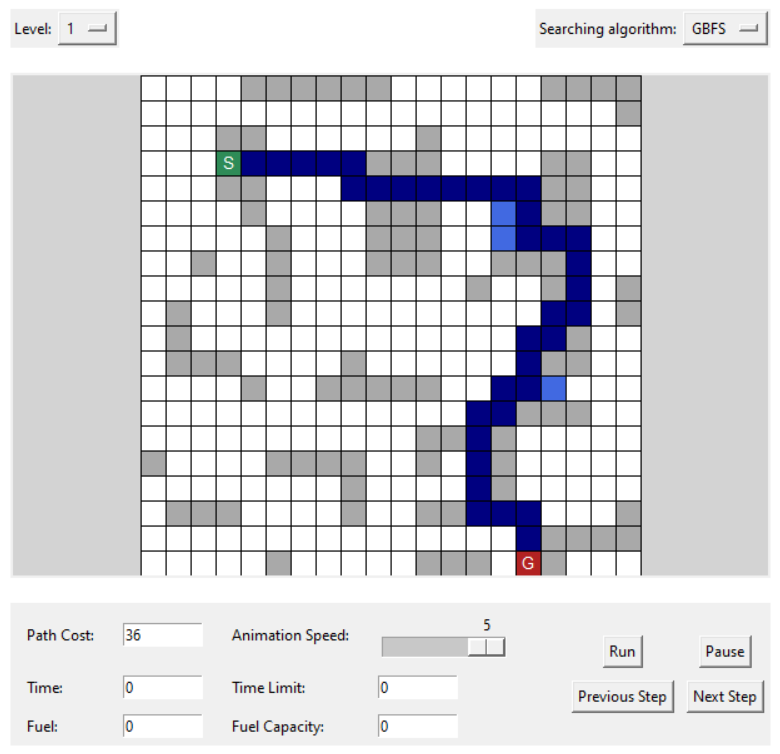 Level: 1 Searching algorithm: GBFS
S
G
Path Cost: 36 Animation Speed: 5 Run Pause
Time: 0 Time Limit: 0 Previous Step Next Step
Fuel: 0 Fuel Capacity: 0